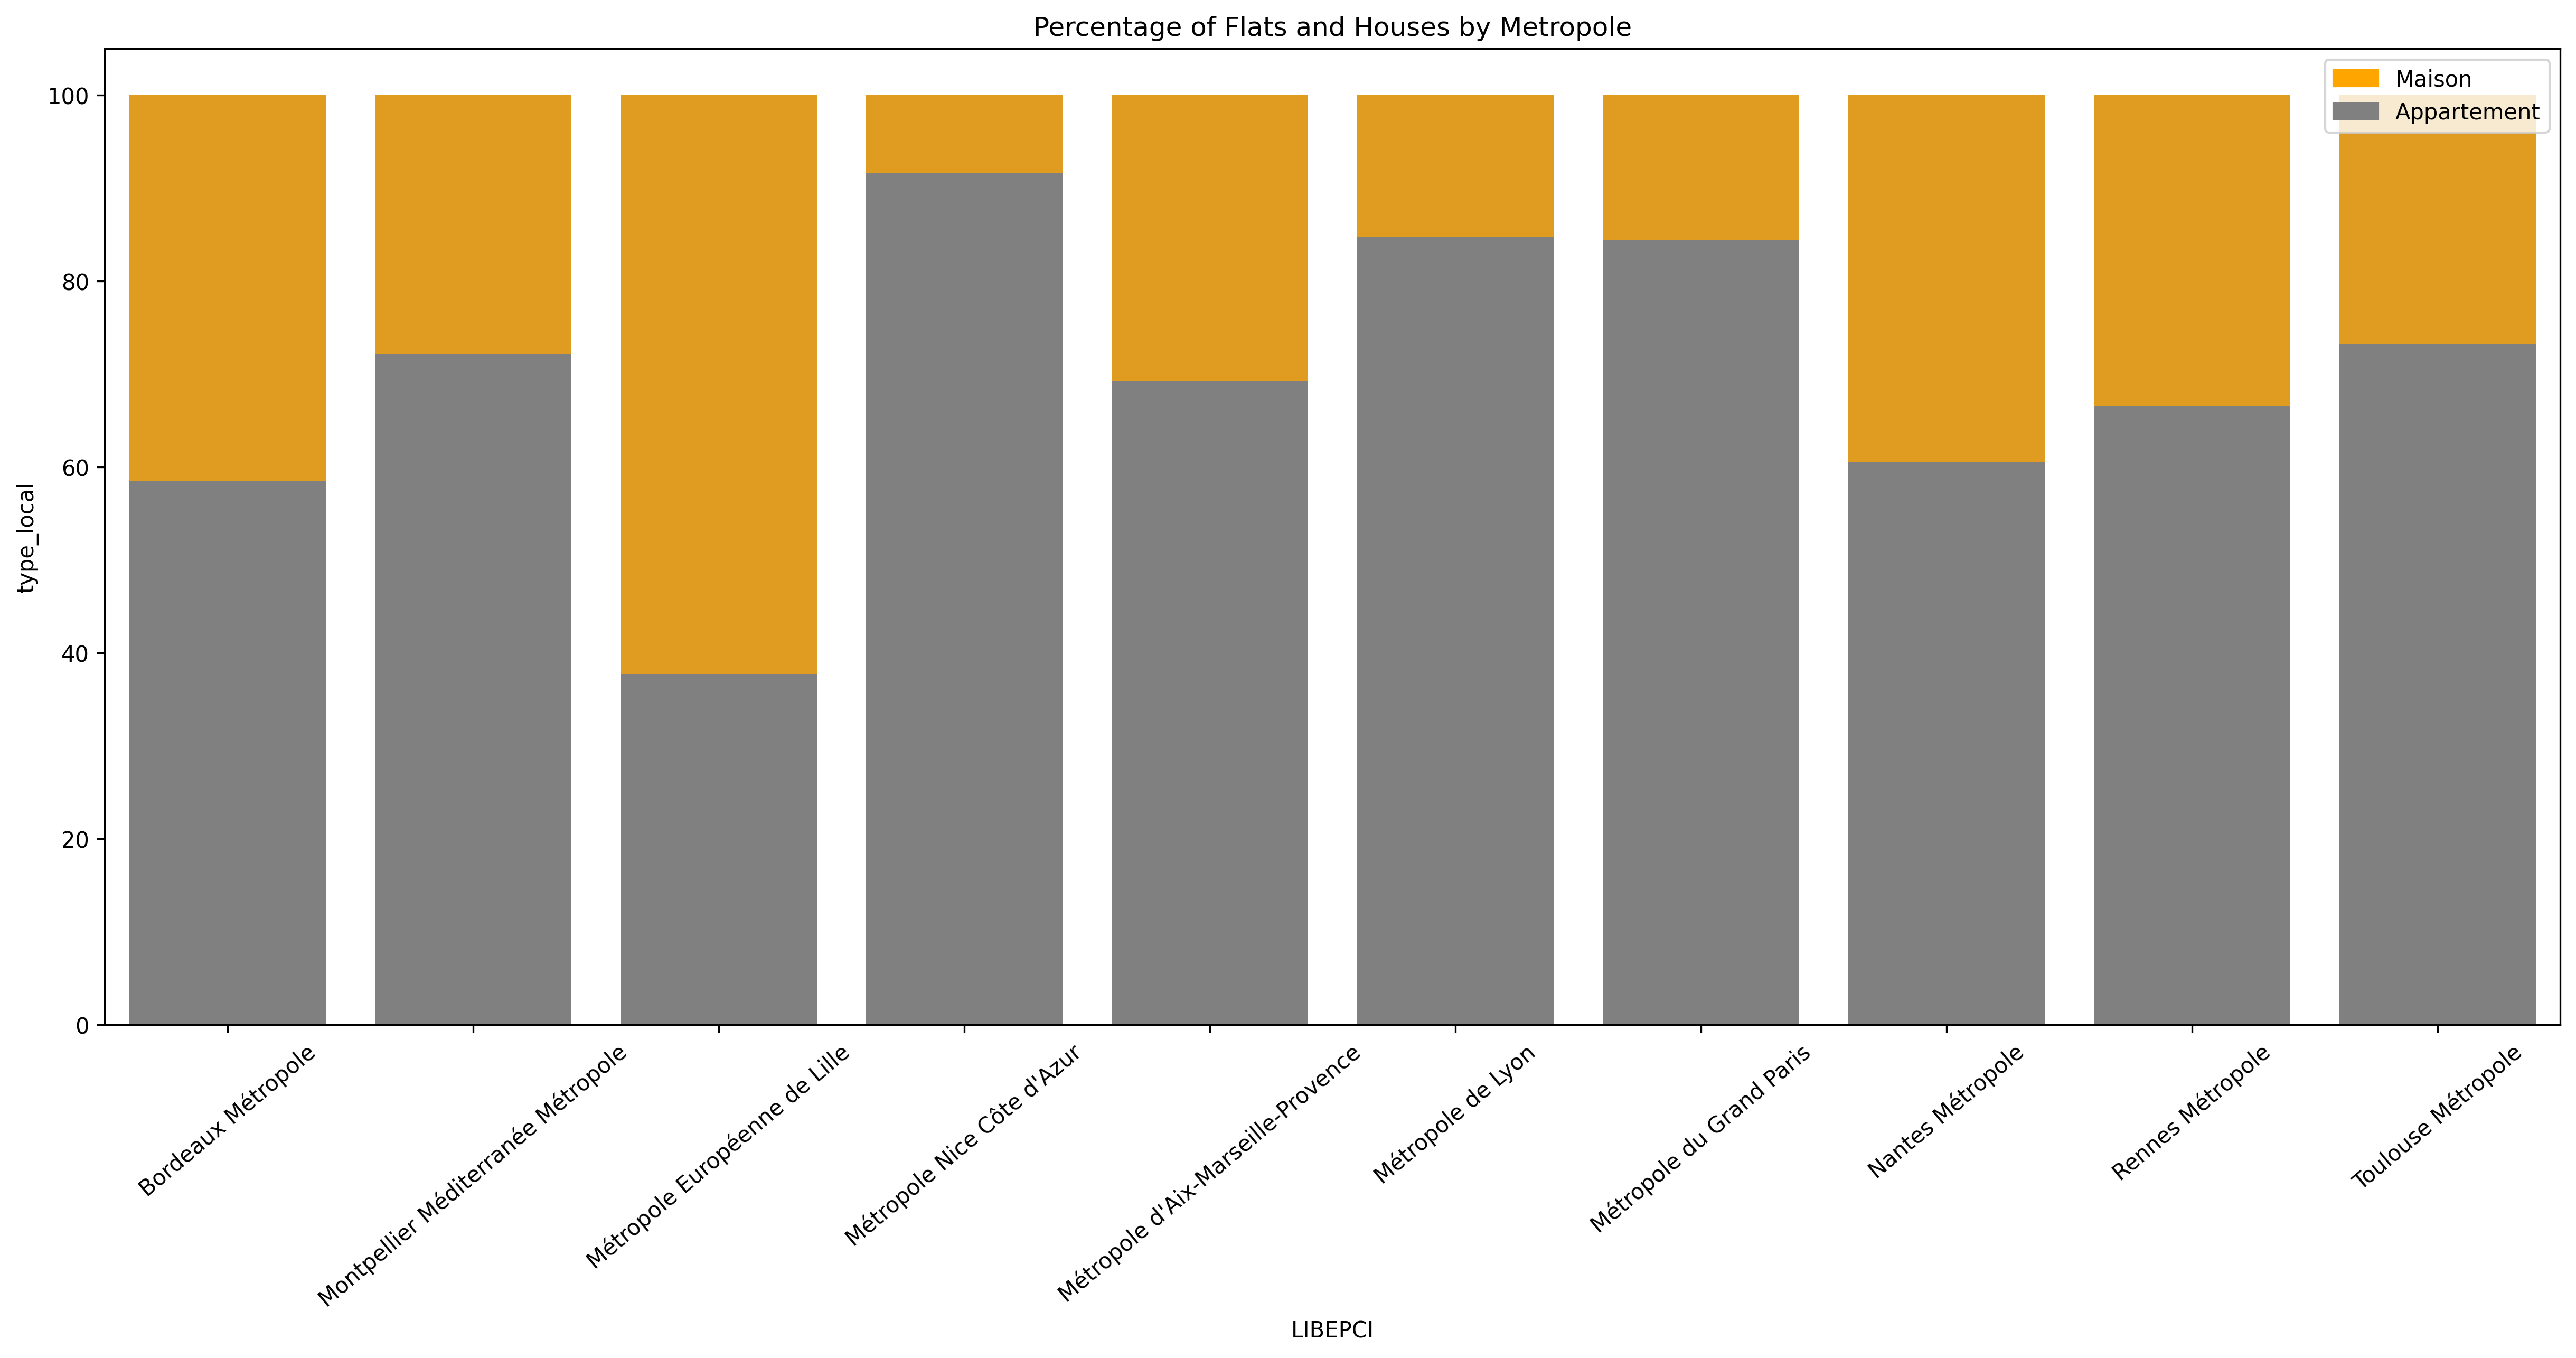 Percentage of Flats and Houses by Metropole
Maison
Appartement
100
80
60
40
20
0
type_local
Bordeaux Métropole
Montpellier Méditerranée Métropole
Métropole Européenne de Lille
Métropole Nice Côte d'Azur
Métropole d'Aix-Marseille-Provence
Métropole de Lyon
Métropole du Grand Paris
Nantes Métropole
Rennes Métropole
Toulouse Métropole
LIBEPCI